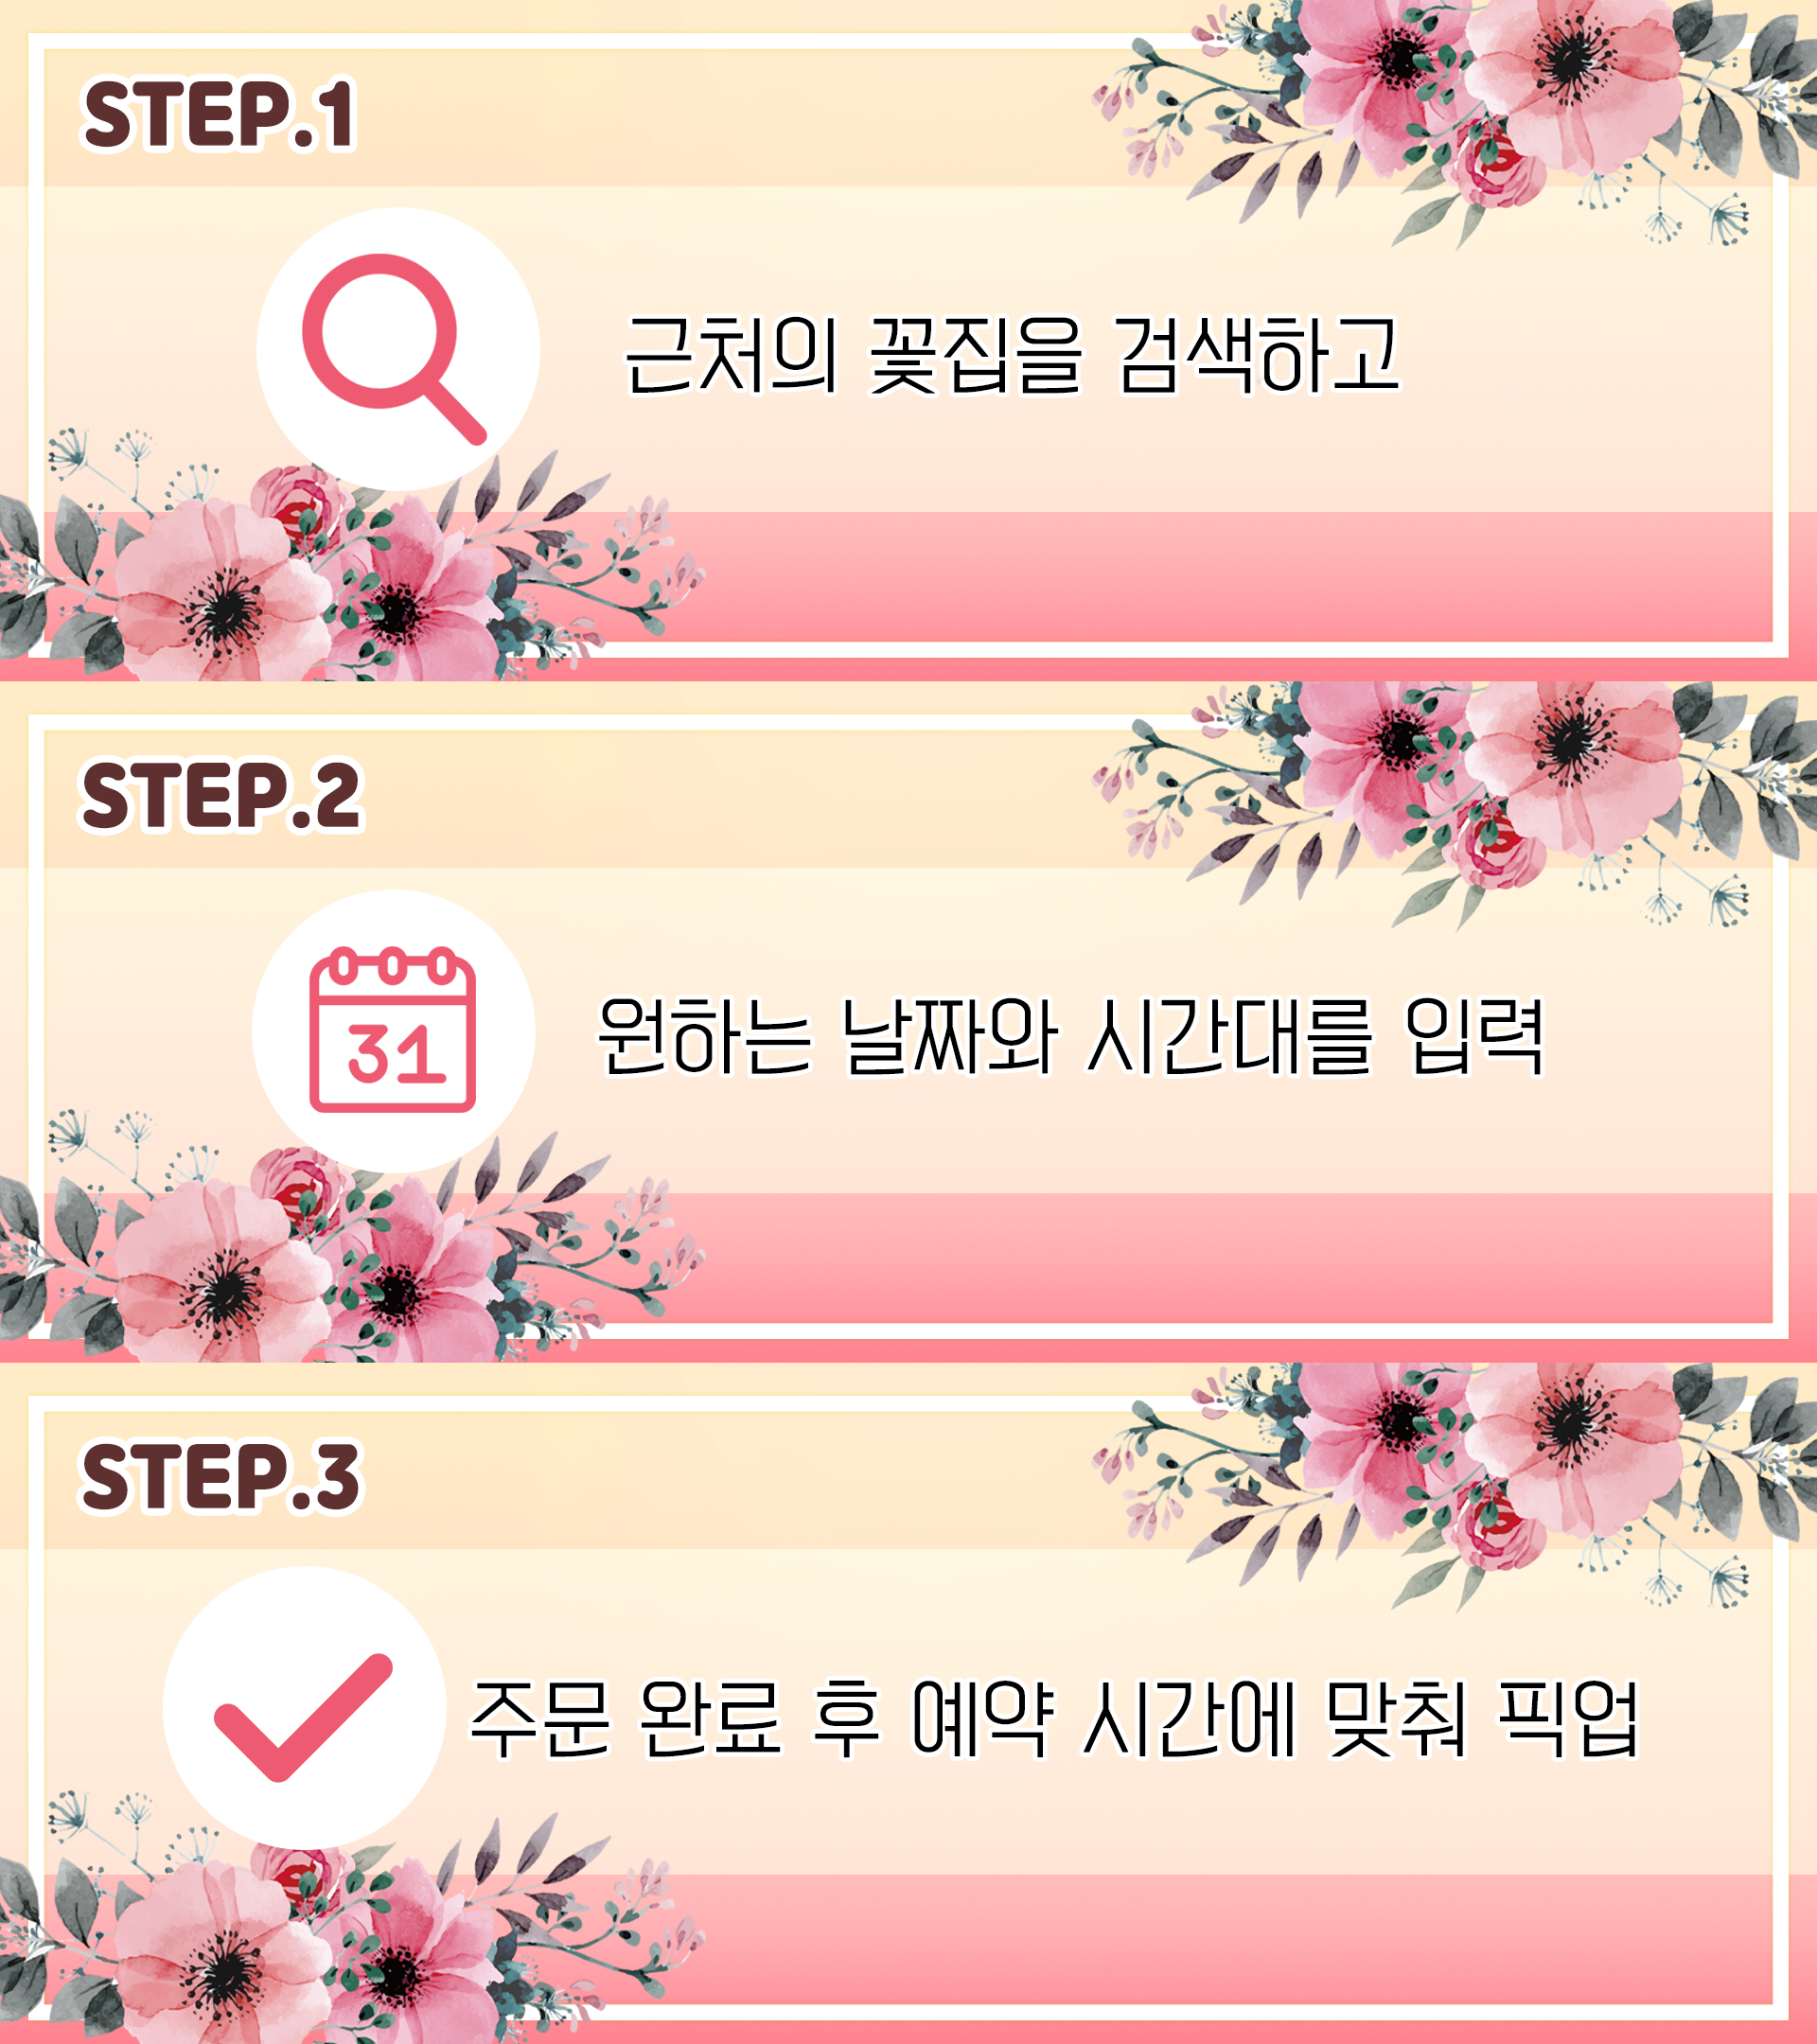 STEP.1
근처의 꽃집을 검색하고
STEP.2
31
원하는 날짜와 시간대를 입력
STEP.3
주문 완료 후 예약 시간에 맞춰 픽업